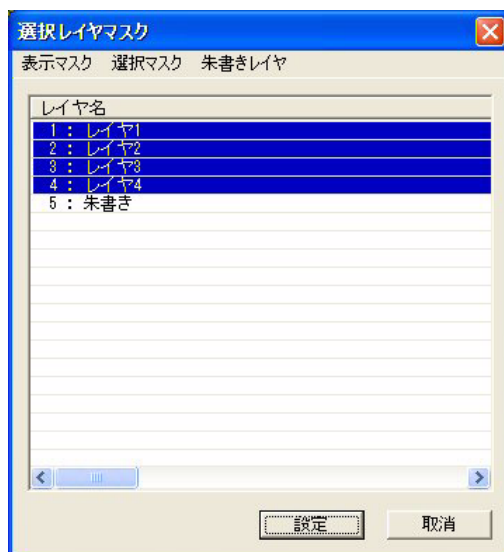 選択レイヤマスク
表示マスク 選択マスク 朱書きレイヤ
レイヤ名
1 : レイヤ1
2 : レイヤ2
3 : レイヤ3
4 : レイヤ4
5 : 朱書き
設定 取消